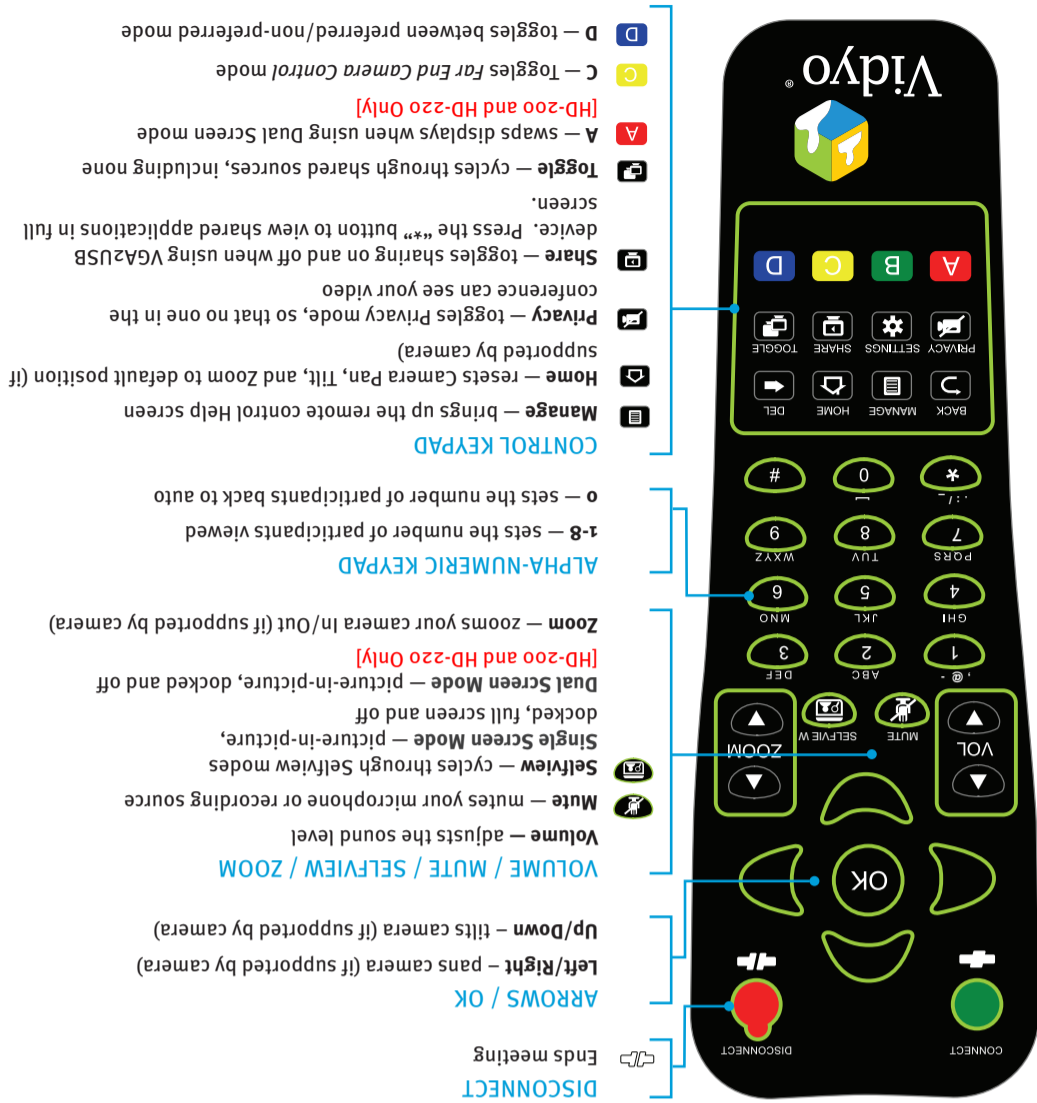 CONNECT
DISCONNECT
OK
VOL
MUTE
SELFVIEW
ZOOM
, @ -
ABC
DEF
1
2
3
GHI
JKL
MNO
4
5
6
PQRS
TUV
WXYZ
7
8
9
. : / _
*
0
#
BACK
MANAGE
HOME
DEL
PRIVACY
SETTINGS
SHARE
TOGGLE
A
B
C
D
Vidyo®
DISCONNECT
Ends meeting
ARROWS / OK
Left/Right – pans camera (if supported by camera)
Up/Down – tilts camera (if supported by camera)
VOLUME / MUTE / SELFVIEW / ZOOM
Volume — adjusts the sound level
Mute — mutes your microphone or recording source
Selfview — cycles through Selfview modes
Single Screen Mode — picture-in-picture,
docked, full screen and off
Dual Screen Mode — picture-in-picture, docked and off
[HD-200 and HD-220 Only]
Zoom — zooms your camera In/Out (if supported by camera)
ALPHA-NUMERIC KEYPAD
1-8 — sets the number of participants viewed
0 — sets the number of participants back to auto
CONTROL KEYPAD
Manage — brings up the remote control Help screen
Home — resets Camera Pan, Tilt, and Zoom to default position (if
supported by camera)
Privacy — toggles Privacy mode, so that no one in the
conference can see your video
Share — toggles sharing on and off when using VGA2USB
device. Press the “*” button to view shared applications in full
screen.
Toggle — cycles through shared sources, including none
A A — swaps displays when using Dual Screen mode
[HD-200 and HD-220 Only]
C C — Toggles Far End Camera Control mode
D D — toggles between preferred/non-preferred mode